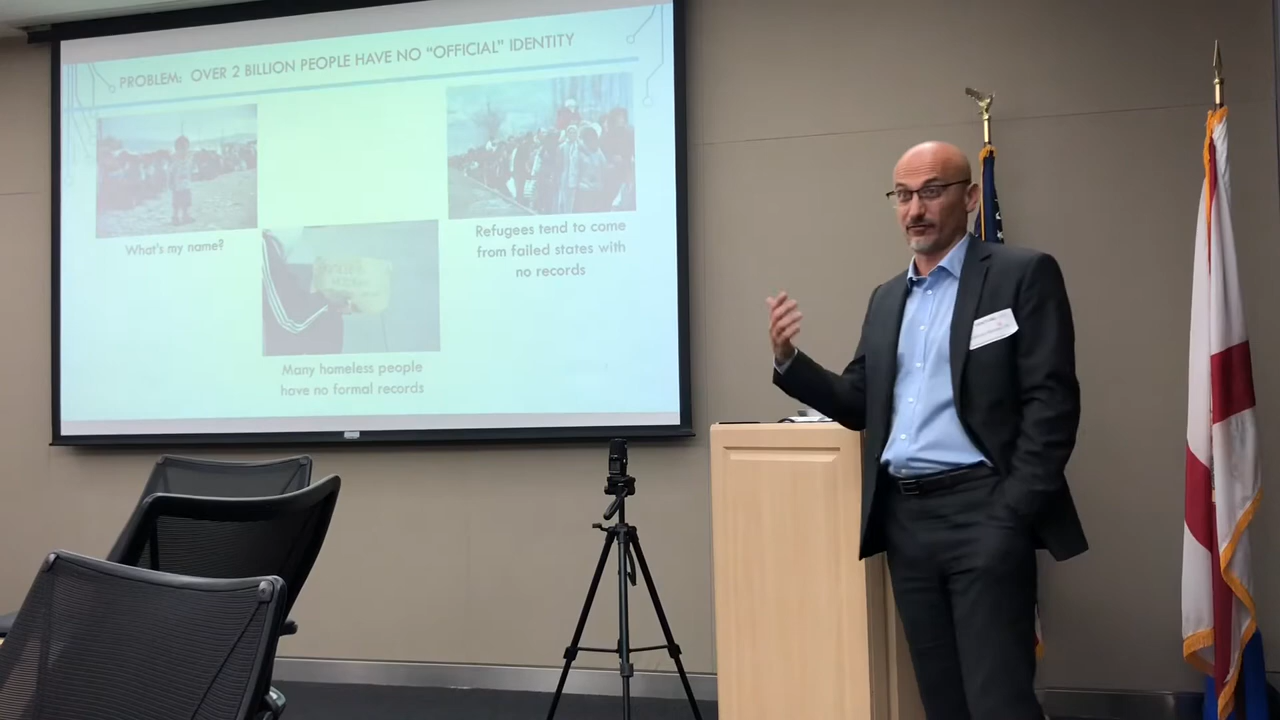 PROBLEM: OVER 2 BILLION PEOPLE HAVE NO "OFFICIAL" IDENTITY
What's my name?
Refugees tend to come
from failed states with
no records
Many homeless people
have no formal records